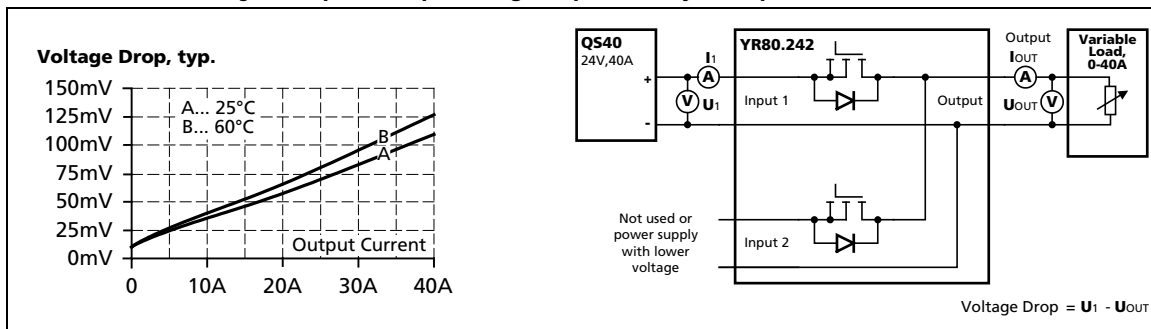 Voltage Drop, typ.
150mV
125mV
100mV
75mV
50mV
25mV
0mV
A... 25°C
B... 60°C
B
A
Output Current
0
10A
20A
30A
40A
QS40
24V,40A
+
-
I1
A
V U1
YR80.242
Input 1
Output
Input 2
Not used or
power supply
with lower
voltage
Output
IOUT
A
UOUT V
Variable
Load,
0-40A
Voltage Drop = U1 - UOUT